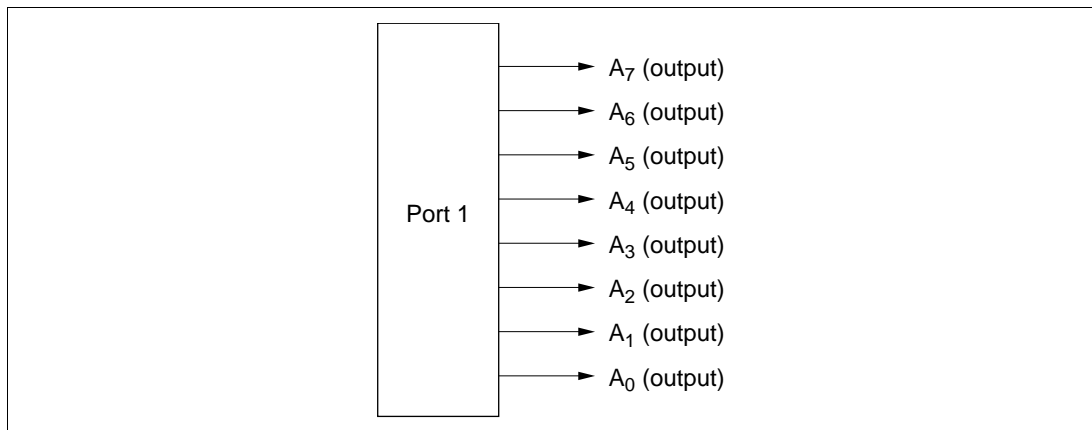 A7 (output)
A6 (output)
A5 (output)
A4 (output)
Port 1
A3 (output)
A2 (output)
A1 (output)
A0 (output)